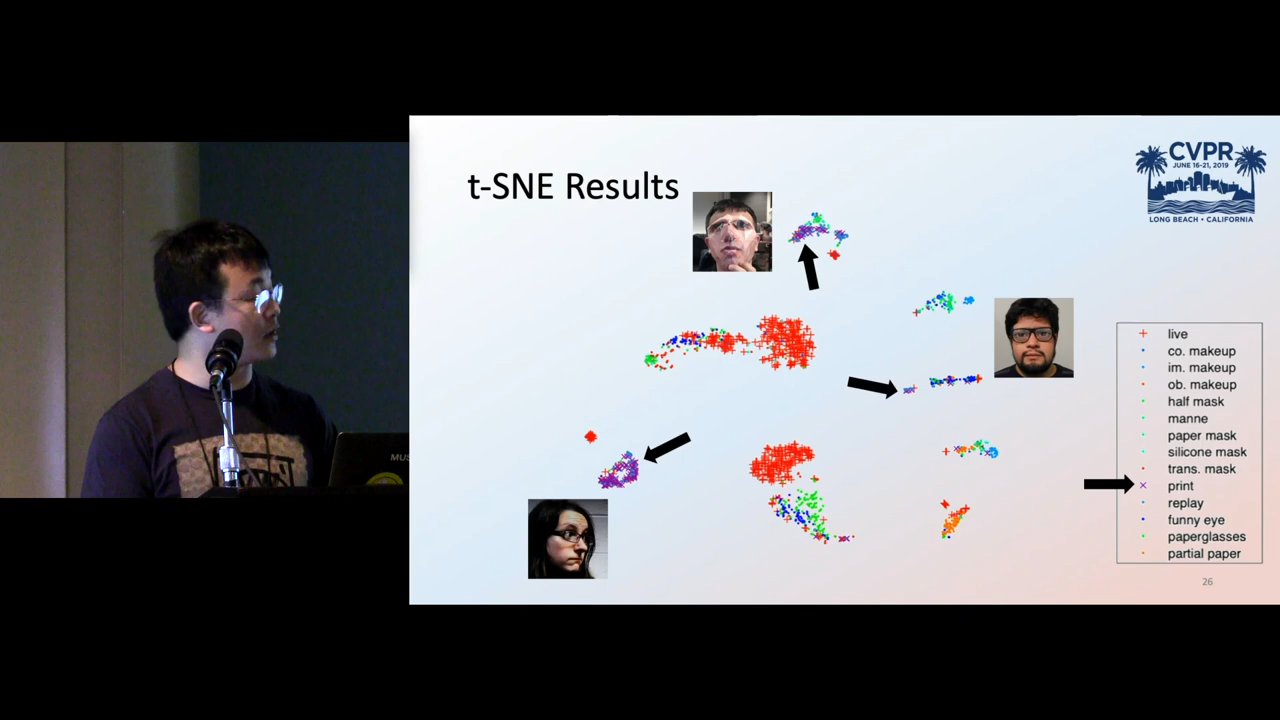 t-SNE Results
CVPR
JUNE 16-21, 2019
LONG BEACH • CALIFORNIA
live
co. makeup
im. makeup
ob. makeup
half mask
manne
paper mask
silicone mask
trans. mask
print
replay
funny eye
paperglasses
partial paper
26
MUS